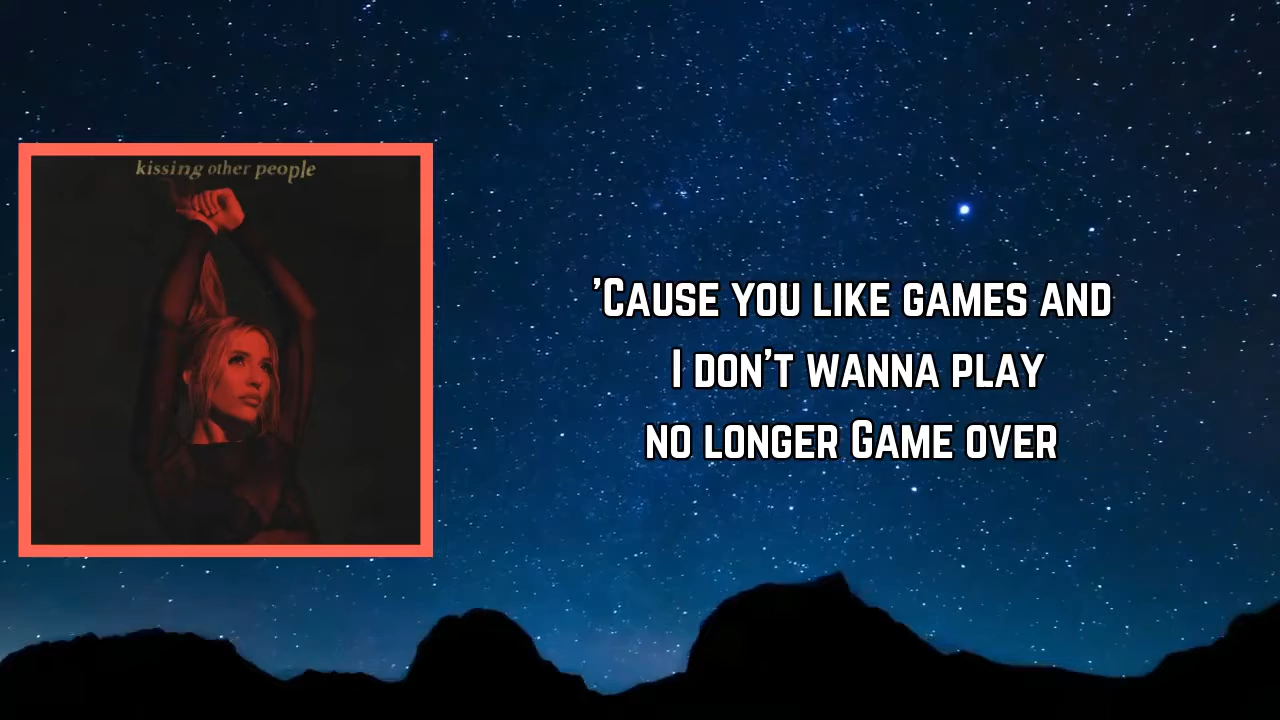 kissing other people
'Cause you like games and
I don't wanna play
no longer Game over